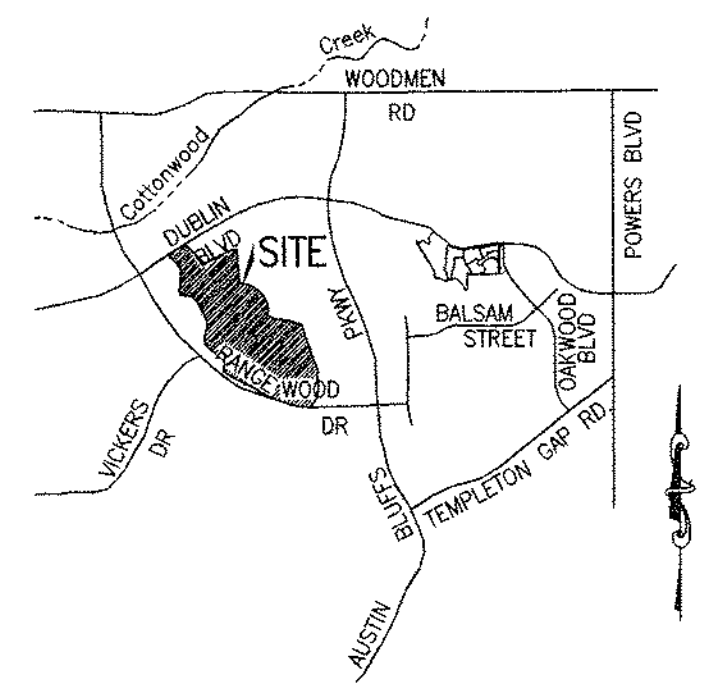 Creek
WOODMEN
RD
POWERS BLVD
Cottonwood
DUBLIN
BLVD
SITE
PKWY
BALSAM
STREET
OAKWOOD
BLVD
RANGEWOOD
DR
VICKERS
DR
BLUFFS
TEMPLETON GAP RD.
AUSTIN